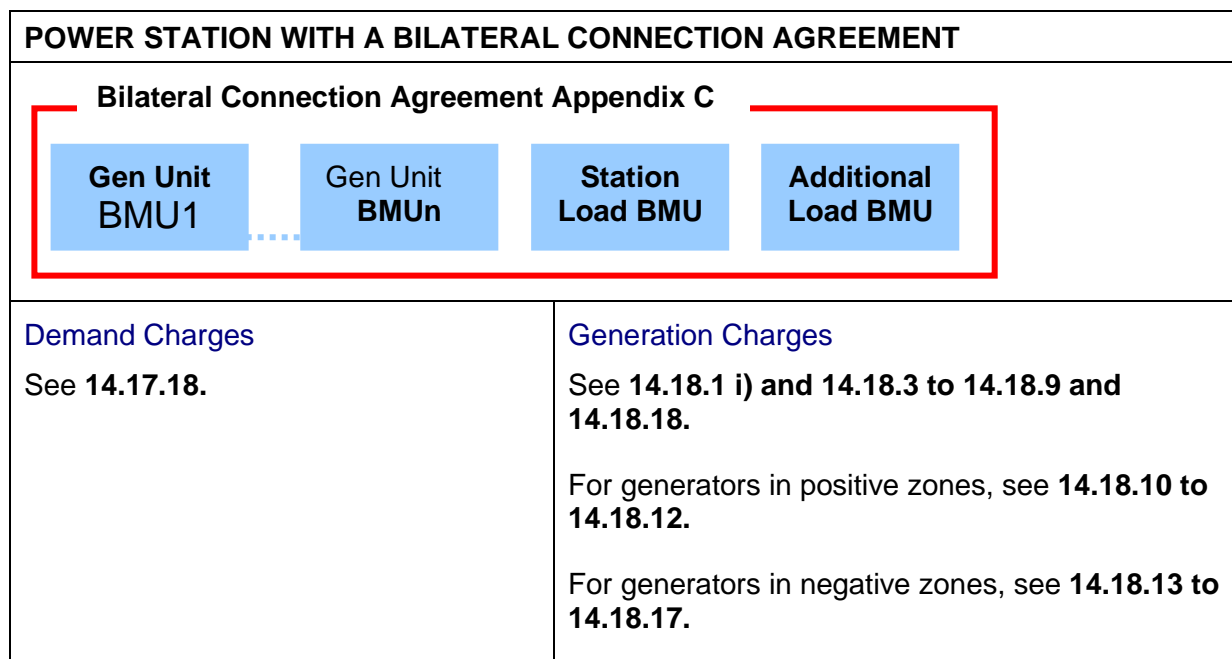 POWER STATION WITH A BILATERAL CONNECTION AGREEMENT
Bilateral Connection Agreement Appendix C
Gen Unit
BMU1
Gen Unit
BMUn
Station
Load BMU
Additional
Load BMU
Demand Charges
See 14.17.18.
Generation Charges
See 14.18.1 i) and 14.18.3 to 14.18.9 and
14.18.18.
For generators in positive zones, see 14.18.10 to
14.18.12.
For generators in negative zones, see 14.18.13 to
14.18.17.